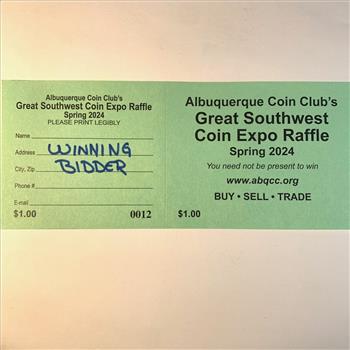 Albuquerque Coin Club's
Great Southwest Coin Expo Raffle
Spring 2024
PLEASE PRINT LEGIBLY
Name
Address WINNING
City, Zip BIDDER
Phone #
E-mail
$1.00 0012
Albuquerque Coin Club's
Great Southwest
Coin Expo Raffle
Spring 2024
You need not be present to win
www.abqcc.org
BUY • SELL • TRADE
$1.00